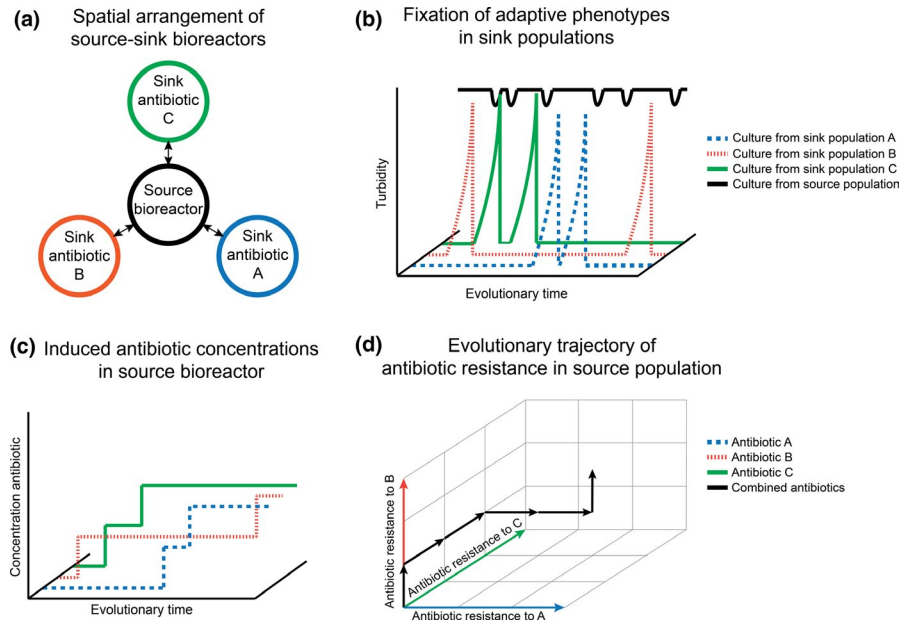 (a) Spatial arrangement of
source-sink bioreactors
Sink
antibiotic
C
Source
bioreactor
Sink
antibiotic
B
Sink
antibiotic
A
(b) Fixation of adaptive phenotypes
in sink populations
Turbidity
Evolutionary time
Culture from sink population A
Culture from sink population B
Culture from sink population C
Culture from source population
(c) Induced antibiotic concentrations
in source bioreactor
Concentration antibiotic
Evolutionary time
(d) Evolutionary trajectory of
antibiotic resistance in source population
Antibiotic resistance to B
Antibiotic resistance to C
Antibiotic resistance to A
Antibiotic A
Antibiotic B
Antibiotic C
Combined antibiotics